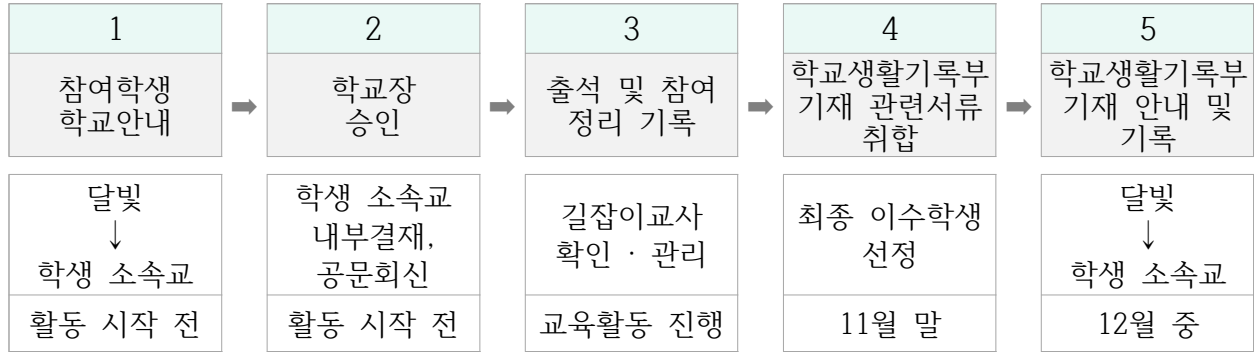 1
참여학생
학교안내
➡
2
학교장
승인
➡
3
출석 및 참여
정리 기록
➡
4
학교생활기록부
기재 관련서류
취합
➡
5
학교생활기록부
기재 안내 및
기록
달빛
↓
학생 소속교
활동 시작 전
학생 소속교
내부결재,
공문회신
활동 시작 전
길잡이교사
확인 · 관리
교육활동 진행
최종 이수학생
선정
11월 말
달빛
↓
학생 소속교
12월 중